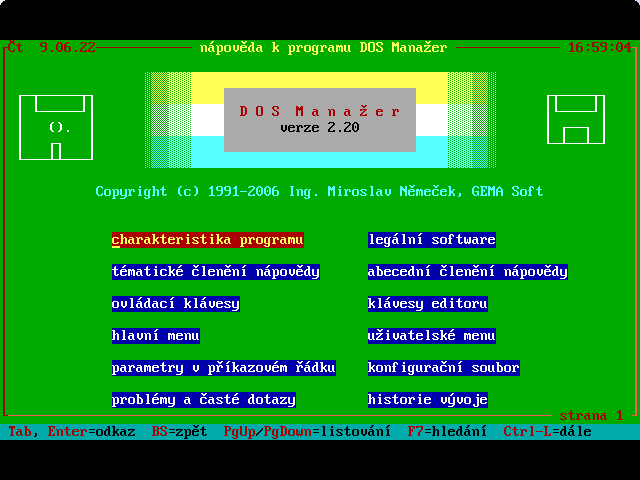 Čt 9.06.22 nápověda k programu DOS Manažer 16:59:04
D O S M a n a ž e r
verze 2.20
().
Copyright (c) 1991-2006 Ing. Miroslav Němeček, GEMA Soft
charakteristika programu legální software
tématické členění nápovědy abecední členění nápovědy
ovládací klávesy klávesy editoru
hlavní menu uživatelské menu
parametry v příkazovém řádku konfigurační soubor
problémy a časté dotazy historie vývoje
strana 1
Tab, Enter=odkaz BS=zpět PgUp/PgDown=listování F7=hledání Ctrl-L=dále